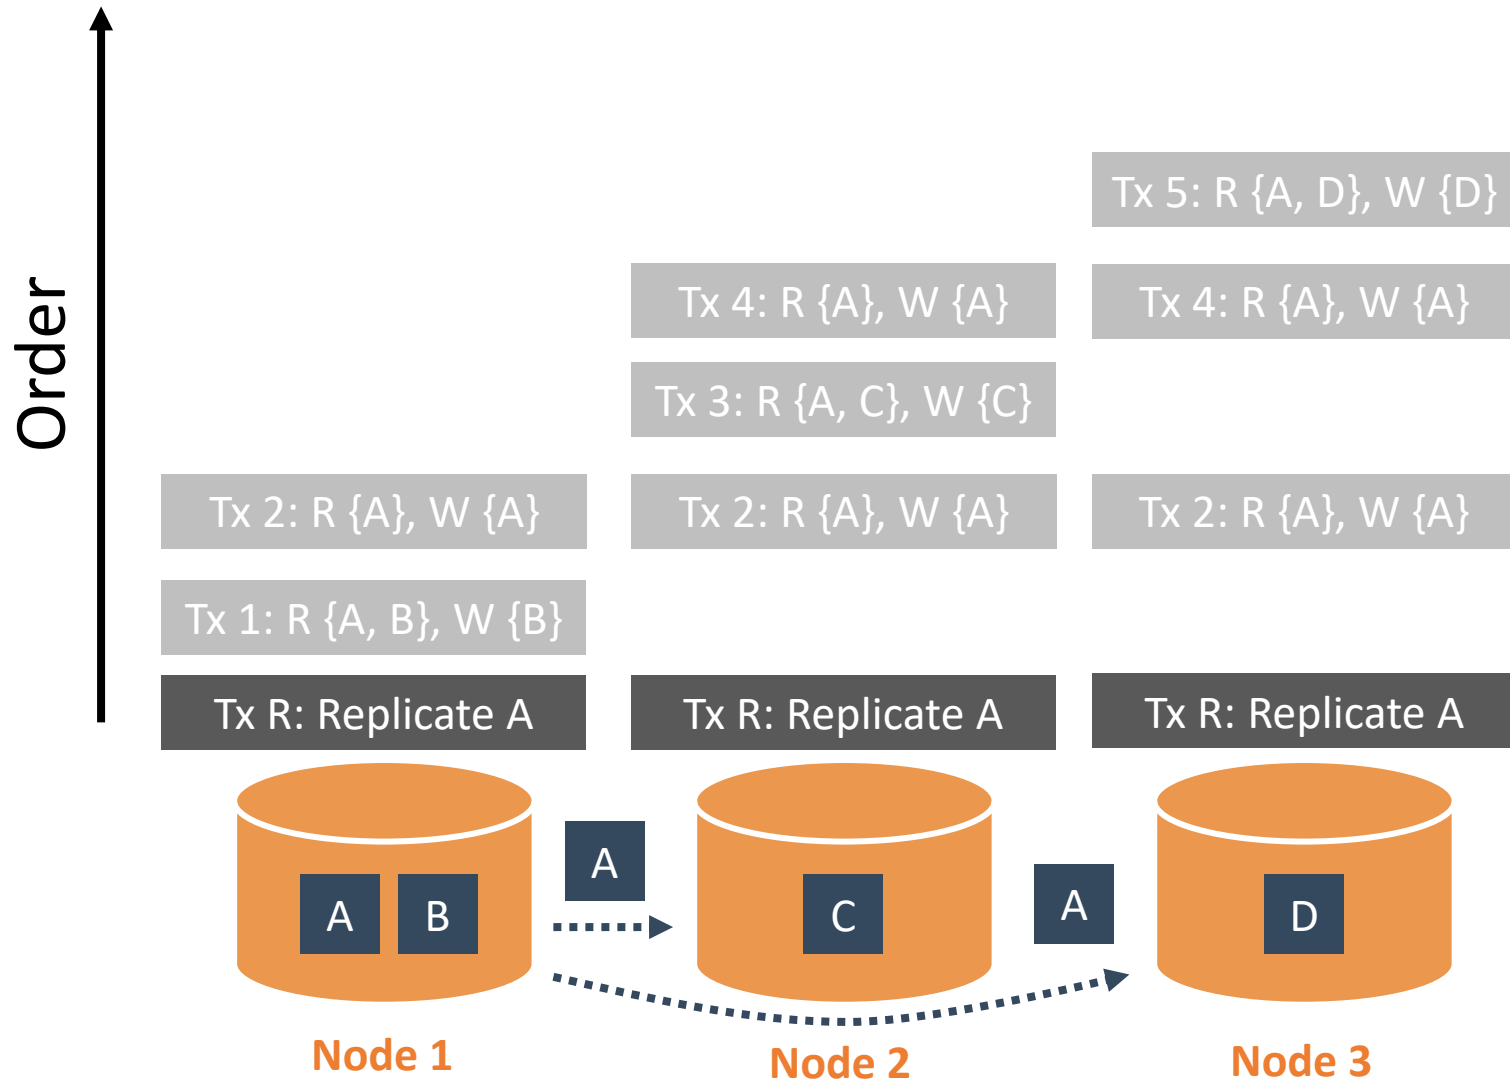 Order
Tx 5: R {A, D}, W {D}
Tx 4: R {A}, W {A}
Tx 4: R {A}, W {A}
Tx 3: R {A, C}, W {C}
Tx 2: R {A}, W {A}
Tx 2: R {A}, W {A}
Tx 2: R {A}, W {A}
Tx 1: R {A, B}, W {B}
Tx R: Replicate A
Tx R: Replicate A
Tx R: Replicate A
A
A
A
B
C
D
Node 1
Node 2
Node 3